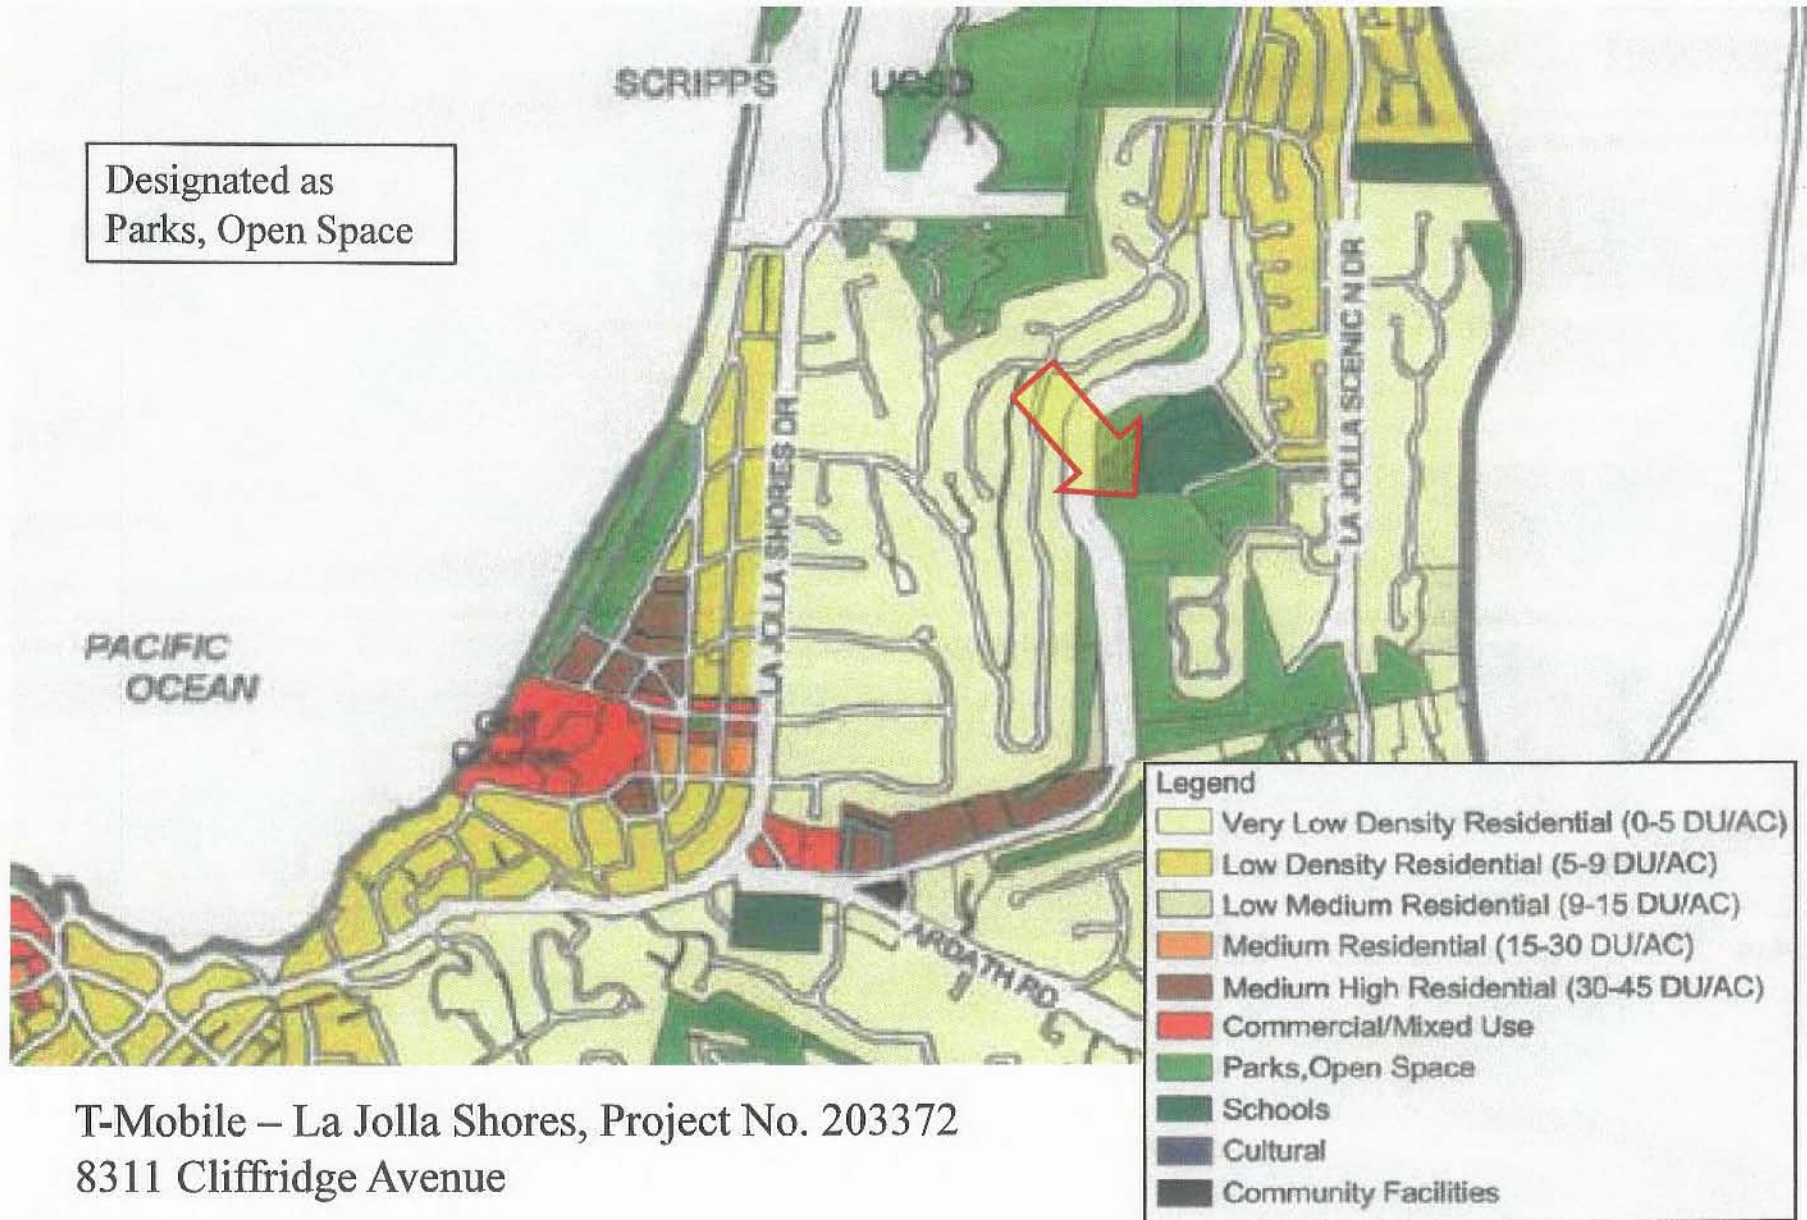 SCRIPPS
UCSD
Designated as
Parks, Open Space
LA JOLLA SCENIC N DR
LA JOLLA SHORES DR
PACIFIC
OCEAN
ARDATH RD
Legend
Very Low Density Residential (0-5 DU/AC)
Low Density Residential (5-9 DU/AC)
Low Medium Residential (9-15 DU/AC)
Medium Residential (15-30 DU/AC)
Medium High Residential (30-45 DU/AC)
Commercial/Mixed Use
Parks,Open Space
Schools
Cultural
Community Facilities
T-Mobile – La Jolla Shores, Project No. 203372
8311 Cliffridge Avenue